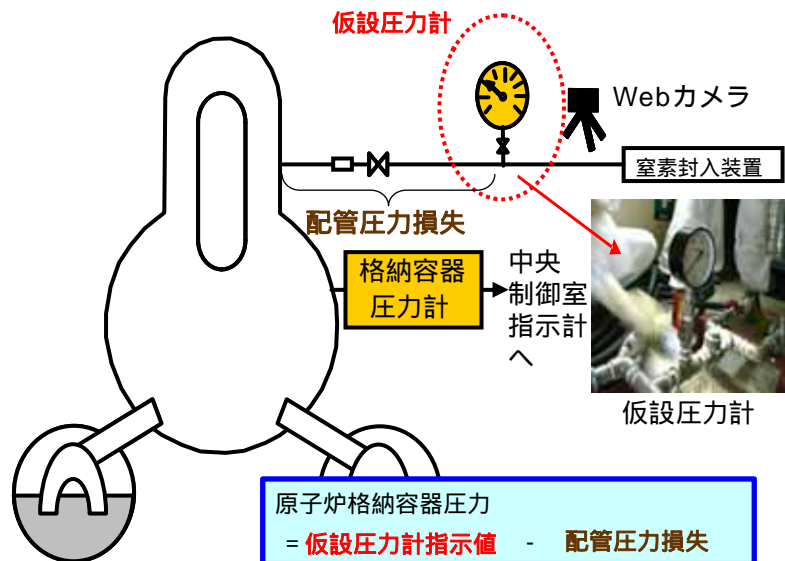 仮設圧力計
Webカメラ
窒素封入装置
配管圧力損失
格納容器
圧力計
中央
制御室
指示計
へ
仮設圧力計
原子炉格納容器圧力
= 仮設圧力計指示値 - 配管圧力損失